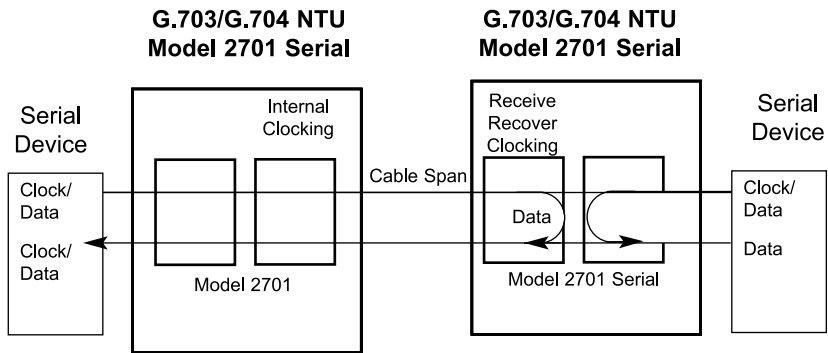 G.703/G.704 NTU
Model 2701 Serial
G.703/G.704 NTU
Model 2701 Serial
Serial
Device
Internal
Clocking
Receive
Recover
Clocking
Serial
Device
Clock/
Data
Clock/
Data
Cable Span
Data
Clock/
Data
Data
Model 2701
Model 2701 Serial